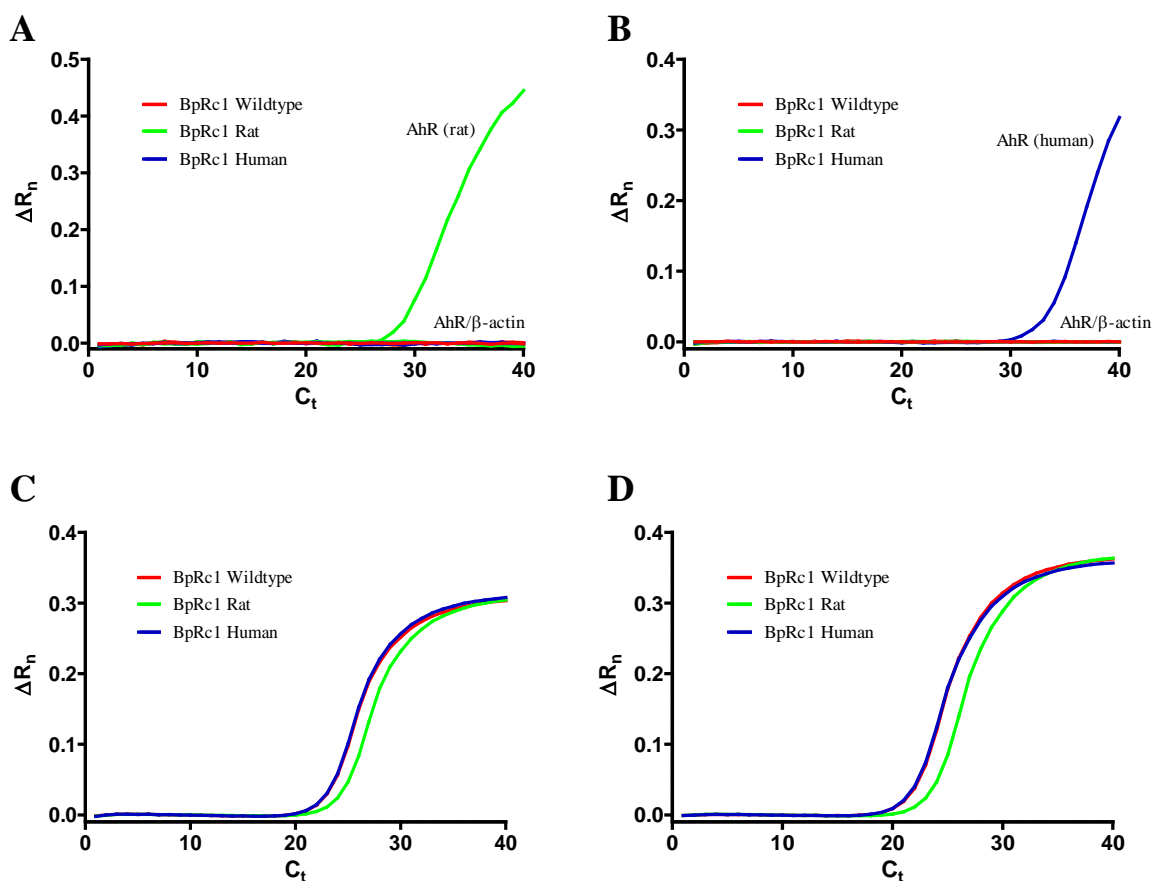 A
0.5
0.4
0.3
0.2
0.1
0.0
ΔRn
BpRc1 Wildtype
BpRc1 Rat
BpRc1 Human
AhR (rat)
AhR/β-actin
0 10 20 30 40
Ct
B
0.4
0.3
0.2
0.1
0.0
ΔRn
BpRc1 Wildtype
BpRc1 Rat
BpRc1 Human
AhR (human)
AhR/β-actin
0 10 20 30 40
Ct
C
0.4
0.3
0.2
0.1
0.0
ΔRn
BpRc1 Wildtype
BpRc1 Rat
BpRc1 Human
0 10 20 30 40
Ct
D
0.4
0.3
0.2
0.1
0.0
ΔRn
BpRc1 Wildtype
BpRc1 Rat
BpRc1 Human
0 10 20 30 40
Ct